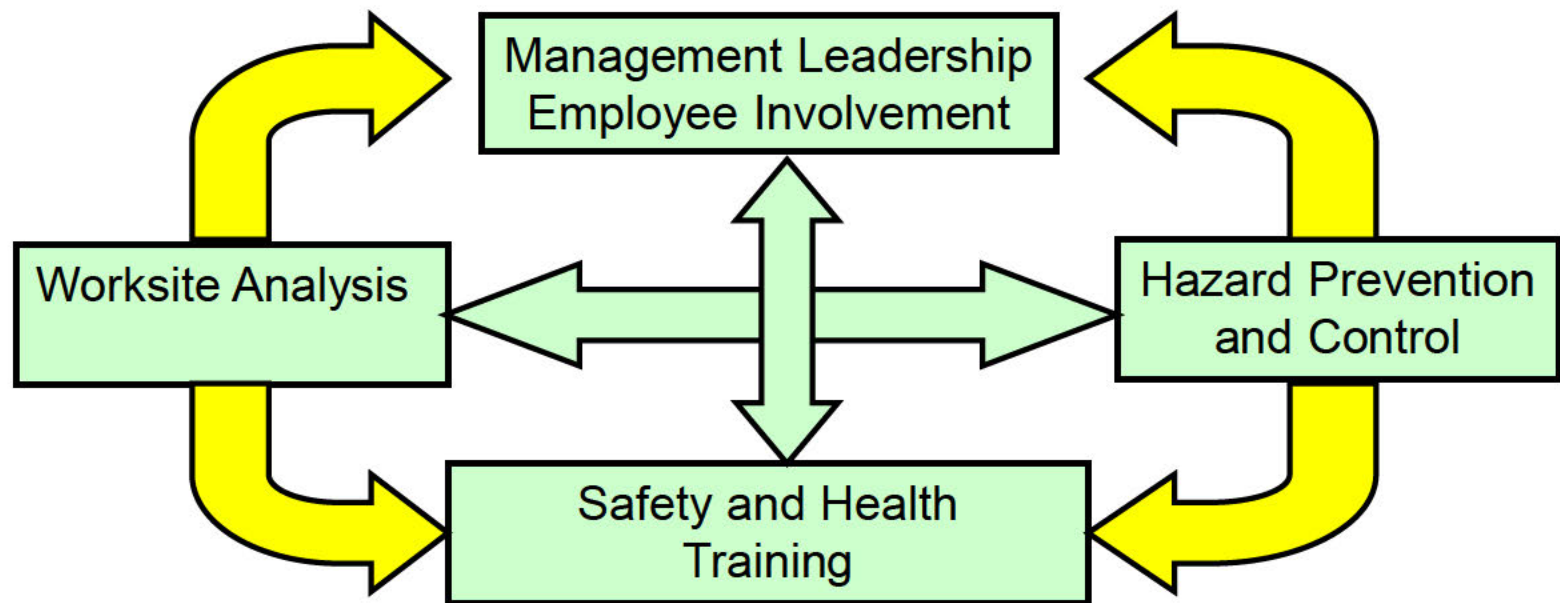 Management Leadership
Employee Involvement
Worksite Analysis
Hazard Prevention
and Control
Safety and Health
Training